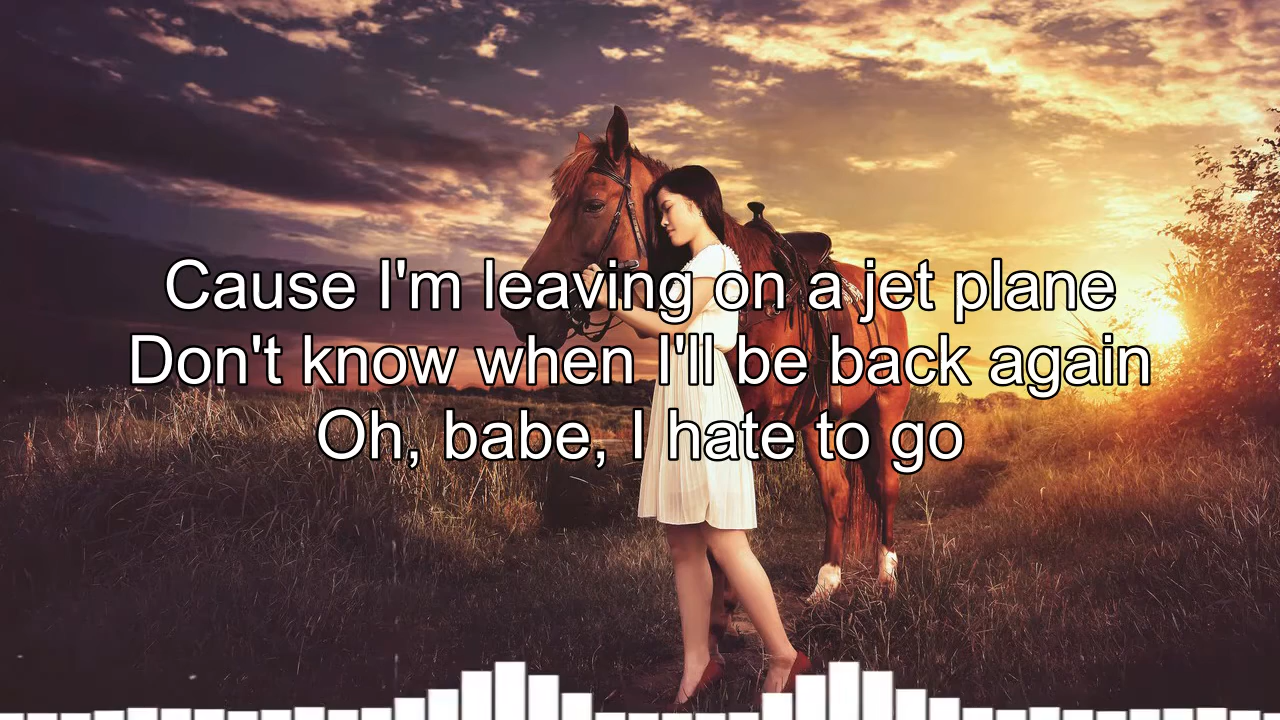 Cause I'm leaving on a jet plane
Don't know when I'll be back again
Oh, babe, I hate to go